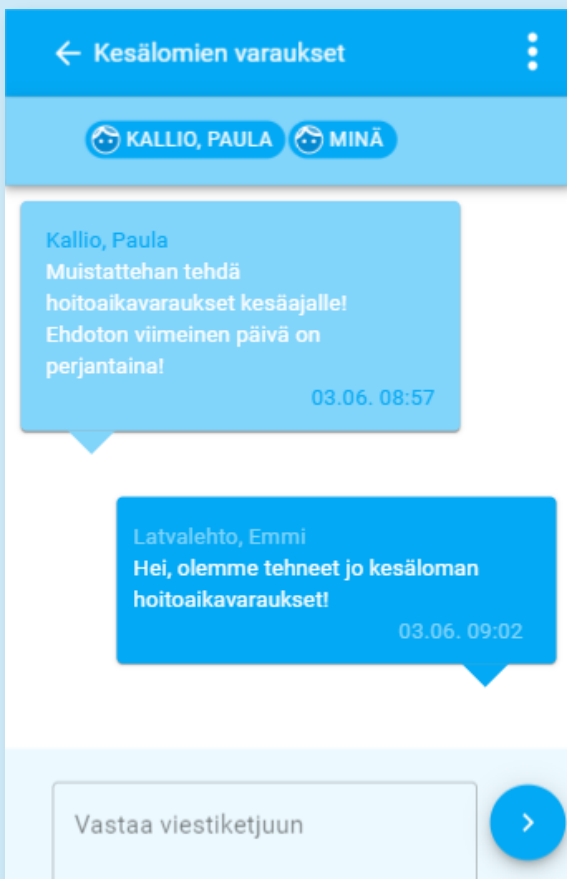 Kesälomien varaukset
KALLIO, PAULA MINÄ
Kallio, Paula
Muistattehan tehdä
hoitoaikavaraukset kesäajalle!
Ehdoton viimeinen päivä on
perjantaina!
03.06. 08:57
Latvalehto, Emmi
Hei, olemme tehneet jo kesäloman
hoitoaikavaraukset!
03.06. 09:02
Vastaa viestiketjuun